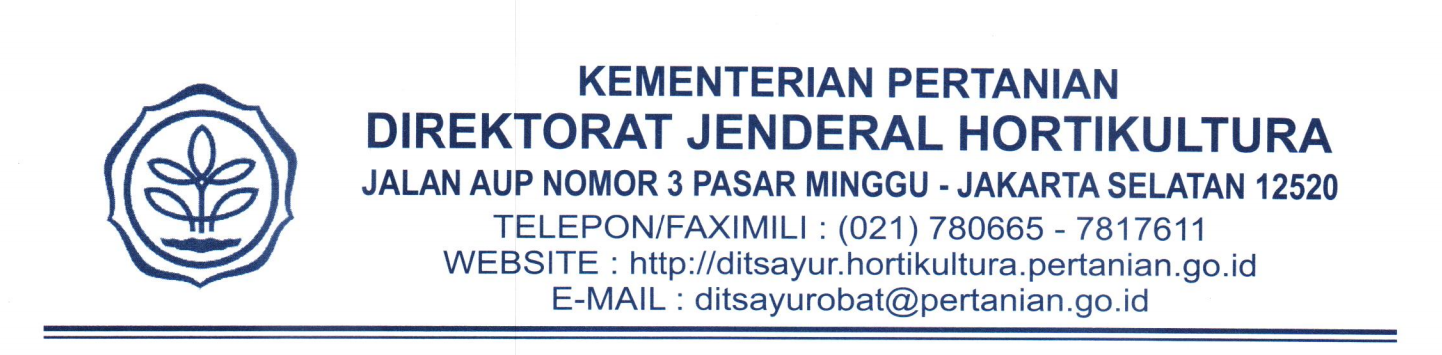 KEMENTERIAN PERTANIAN
DIREKTORAT JENDERAL HORTIKULTURA
JALAN AUP NOMOR 3 PASAR MINGGU - JAKARTA SELATAN 12520
TELEPON/FAXIMILI : (021) 780665 - 7817611
WEBSITE : http://ditsayur.hortikultura.pertanian.go.id
E-MAIL : ditsayurobat@pertanian.go.id